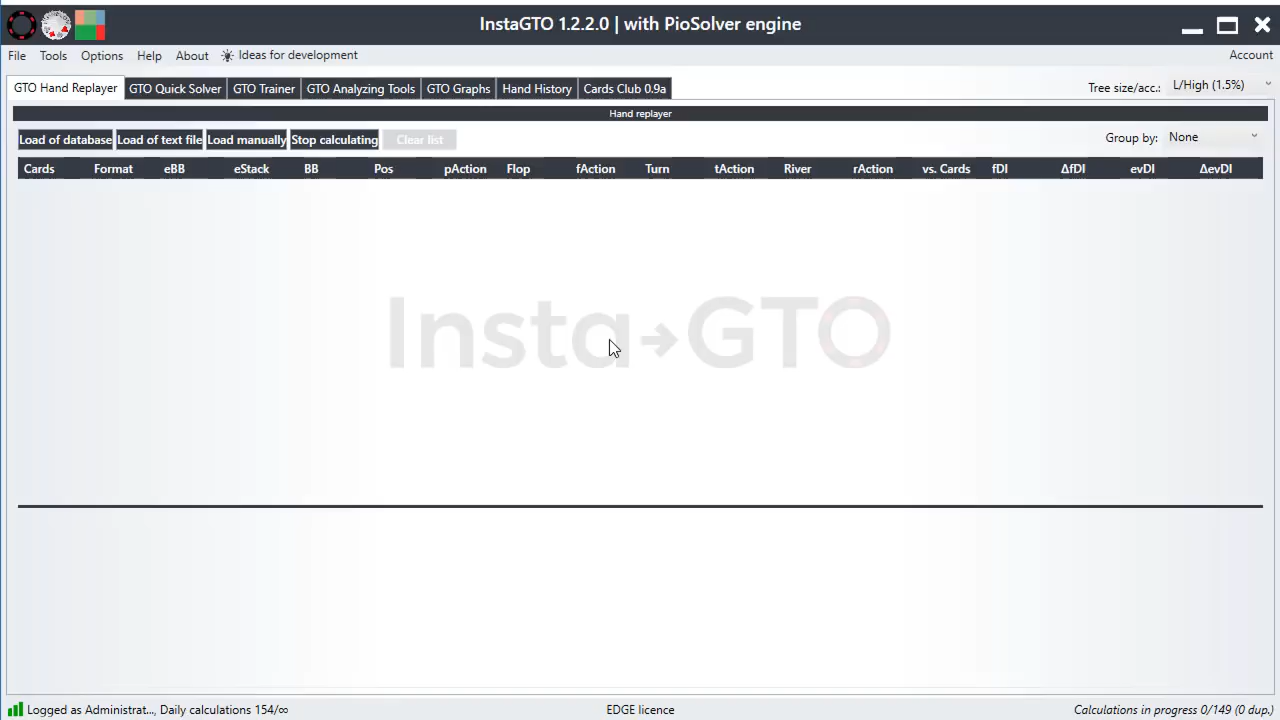 InstaGTO 1.2.2.0 | with PioSolver engine
File Tools Options Help About Ideas for development Account
GTO Hand Replayer GTO Quick Solver GTO Trainer GTO Analyzing Tools GTO Graphs Hand History Cards Club 0.9a Tree size/acc.: L/High (1.5%)
Hand replayer
Load of database Load of text file Load manually Stop calculating Clear list Group by: None
Cards Format eBB eStack BB Pos pAction Flop fAction Turn tAction River rAction vs. Cards fDI ΔfDI evDI ΔevDI
Insta→GTO
Logged as Administrat..., Daily calculations 154/∞ EDGE licence Calculations in progress 0/149 (0 dup.)